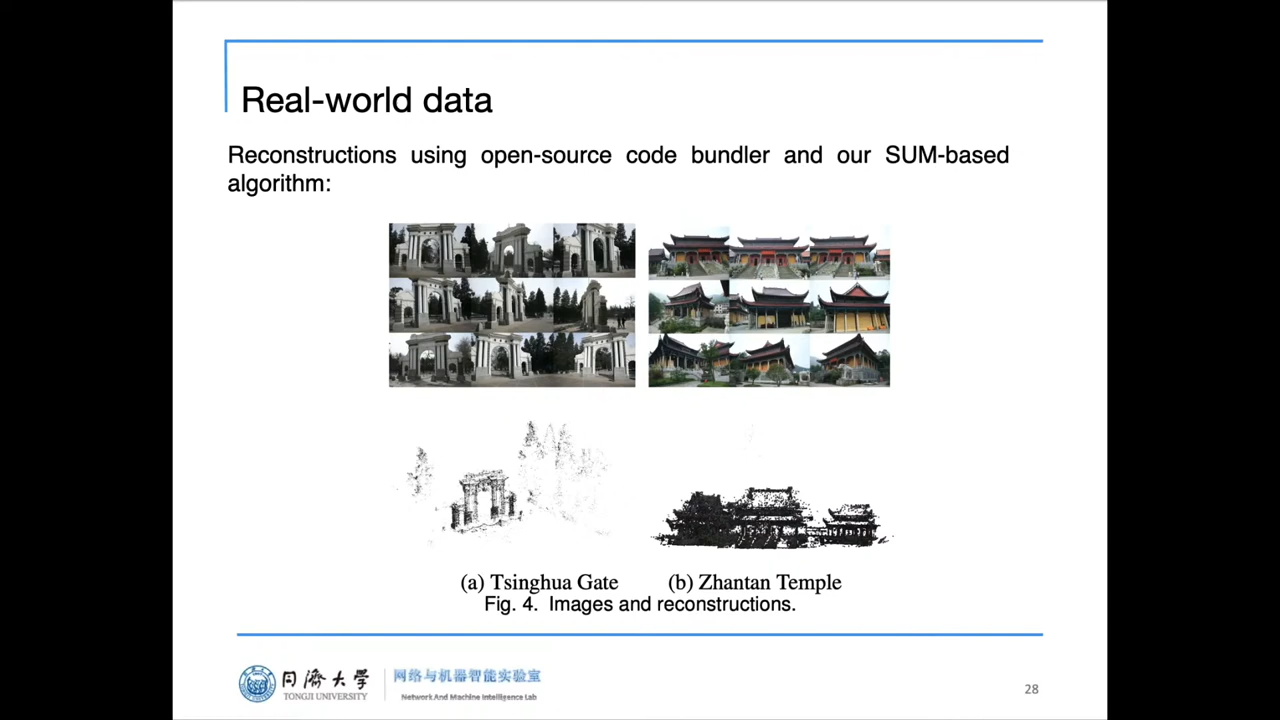 Real-world data
Reconstructions using open-source code bundler and our SUM-based
algorithm:
(a) Tsinghua Gate (b) Zhantan Temple
Fig. 4. Images and reconstructions.
同濟大学
TONGJI UNIVERSITY
网络与机器智能实验室
Network And Machine Intelligence Lab
28